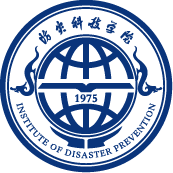 防灾科技学院
1975
INSTITUTE OF DISASTER PREVENTION